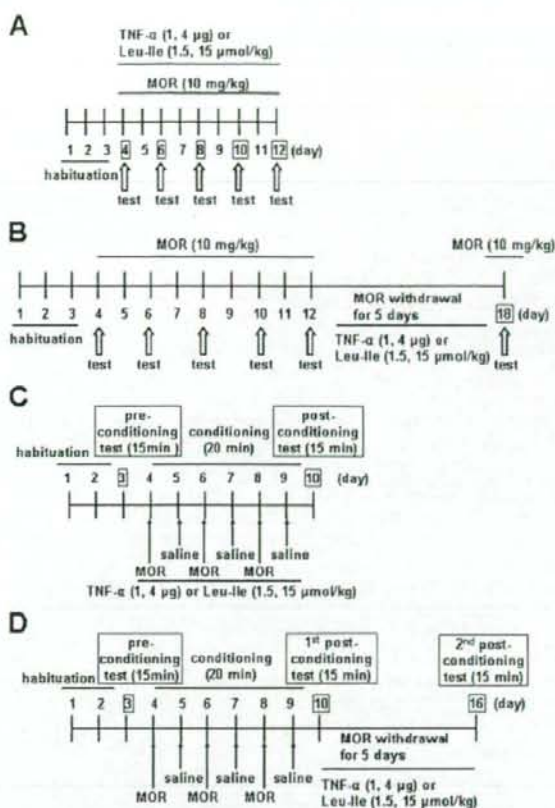 A
TNF-α (1, 4 μg) or
Leu-Ile (1.5, 15 μmol/kg)
MOR (10 mg/kg)
1 2 3 4 5 6 7 8 9 10 11 12 (day)
habituation
test test test test test
B
MOR (10 mg/kg) MOR (10 mg/kg)
1 2 3 4 5 6 7 8 9 10 11 12 MOR withdrawal 18 (day)
habituation for 5 days
TNF-α (1, 4 μg) or
Leu-Ile (1.5, 15 μmol/kg)
test test test test test test
C
pre- post-
conditioning conditioning conditioning
test (15min) (20 min) test (15 min)
habituation
1 2 3 4 5 6 7 8 9 10 (day)
saline saline saline
MOR MOR MOR
TNF-α (1, 4 μg) or Leu-Ile (1.5, 15 μmol/kg)
D
pre- 1st post- 2nd post-
conditioning conditioning conditioning conditioning
test (15min) (20 min) test (15 min) test (15 min)
habituation
1 2 3 4 5 6 7 8 9 10 16 (day)
MOR withdrawal
for 5 days
saline saline saline
MOR MOR MOR
TNF-α (1, 4 μg) or
Leu-Ile (1.5, 15 μmol/kg)